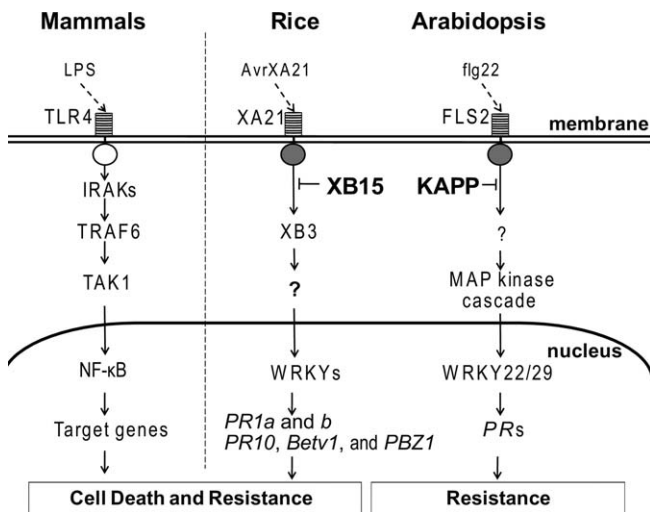 Mammals Rice Arabidopsis
LPS AvrXA21 flg22
TLR4 XA21 FLS2 membrane
IRAKs XB15 KAPP
TRAF6 XB3 ?
TAK1 ? MAP kinase
cascade
nucleus
NF-κB WRKYs WRKY22/29
Target genes PR1a and b PRs
PR10, Betv1, and PBZ1
Cell Death and Resistance Resistance